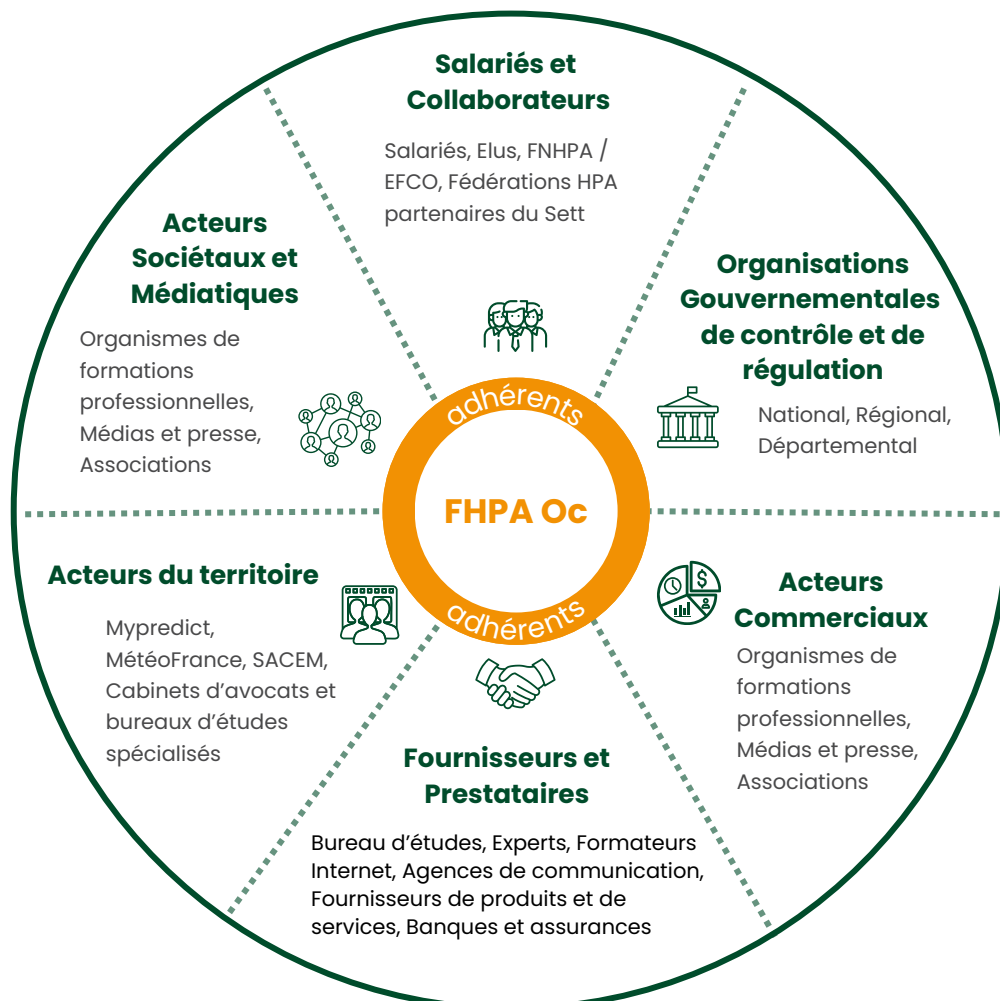 Salariés et
Collaborateurs
Salariés, Elus, FNHPA /
EFCO, Fédérations HPA
partenaires du Sett
Acteurs
Sociétaux et
Médiatiques
Organismes de
formations
professionnelles,
Médias et presse,
Associations
Organisations
Gouvernementales
de contrôle et de
régulation
National, Régional,
Départemental
adhérents
FHPA Oc
adhérents
Acteurs du territoire
Mypredict,
MétéoFrance, SACEM,
Cabinets d’avocats et
bureaux d’études
spécialisés
Acteurs
Commerciaux
Organismes de
formations
professionnelles,
Médias et presse,
Associations
Fournisseurs et
Prestataires
Bureau d’études, Experts, Formateurs
Internet, Agences de communication,
Fournisseurs de produits et de
services, Banques et assurances